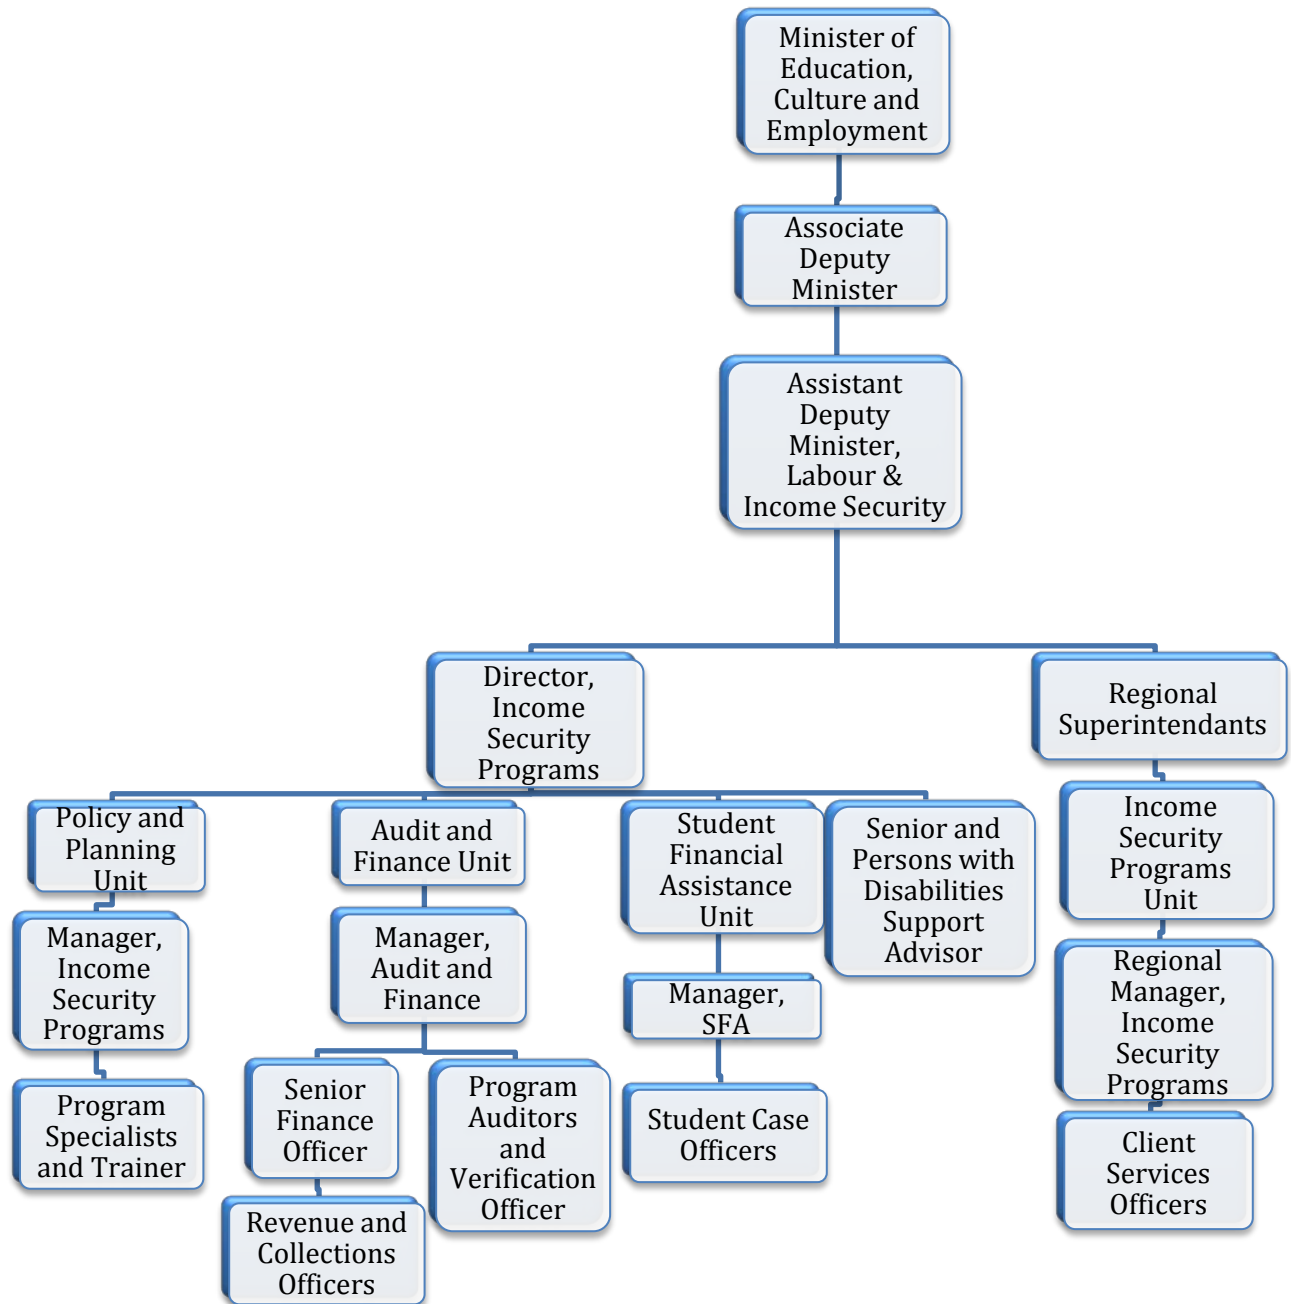 Minister of
Education,
Culture and
Employment
Associate
Deputy
Minister
Assistant
Deputy
Minister,
Labour &
Income Security
Director,
Income
Security
Programs
Regional
Superintendants
Policy and
Planning
Unit
Audit and
Finance Unit
Student
Financial
Assistance
Unit
Senior and
Persons with
Disabilities
Support
Advisor
Income
Security
Programs
Unit
Manager,
Income
Security
Programs
Manager,
Audit and
Finance
Manager,
SFA
Regional
Manager,
Income
Security
Programs
Program
Specialists
and Trainer
Senior
Finance
Officer
Program
Auditors
and
Verification
Officer
Student Case
Officers
Client
Services
Officers
Revenue and
Collections
Officers